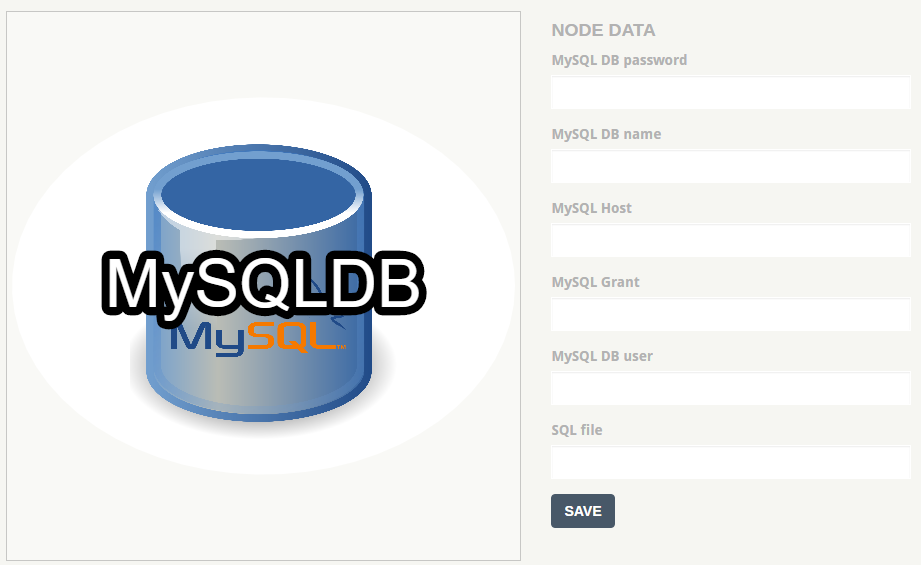 MySQLDB
MySQL™
NODE DATA
MySQL DB password
MySQL DB name
MySQL Host
MySQL Grant
MySQL DB user
SQL file
SAVE